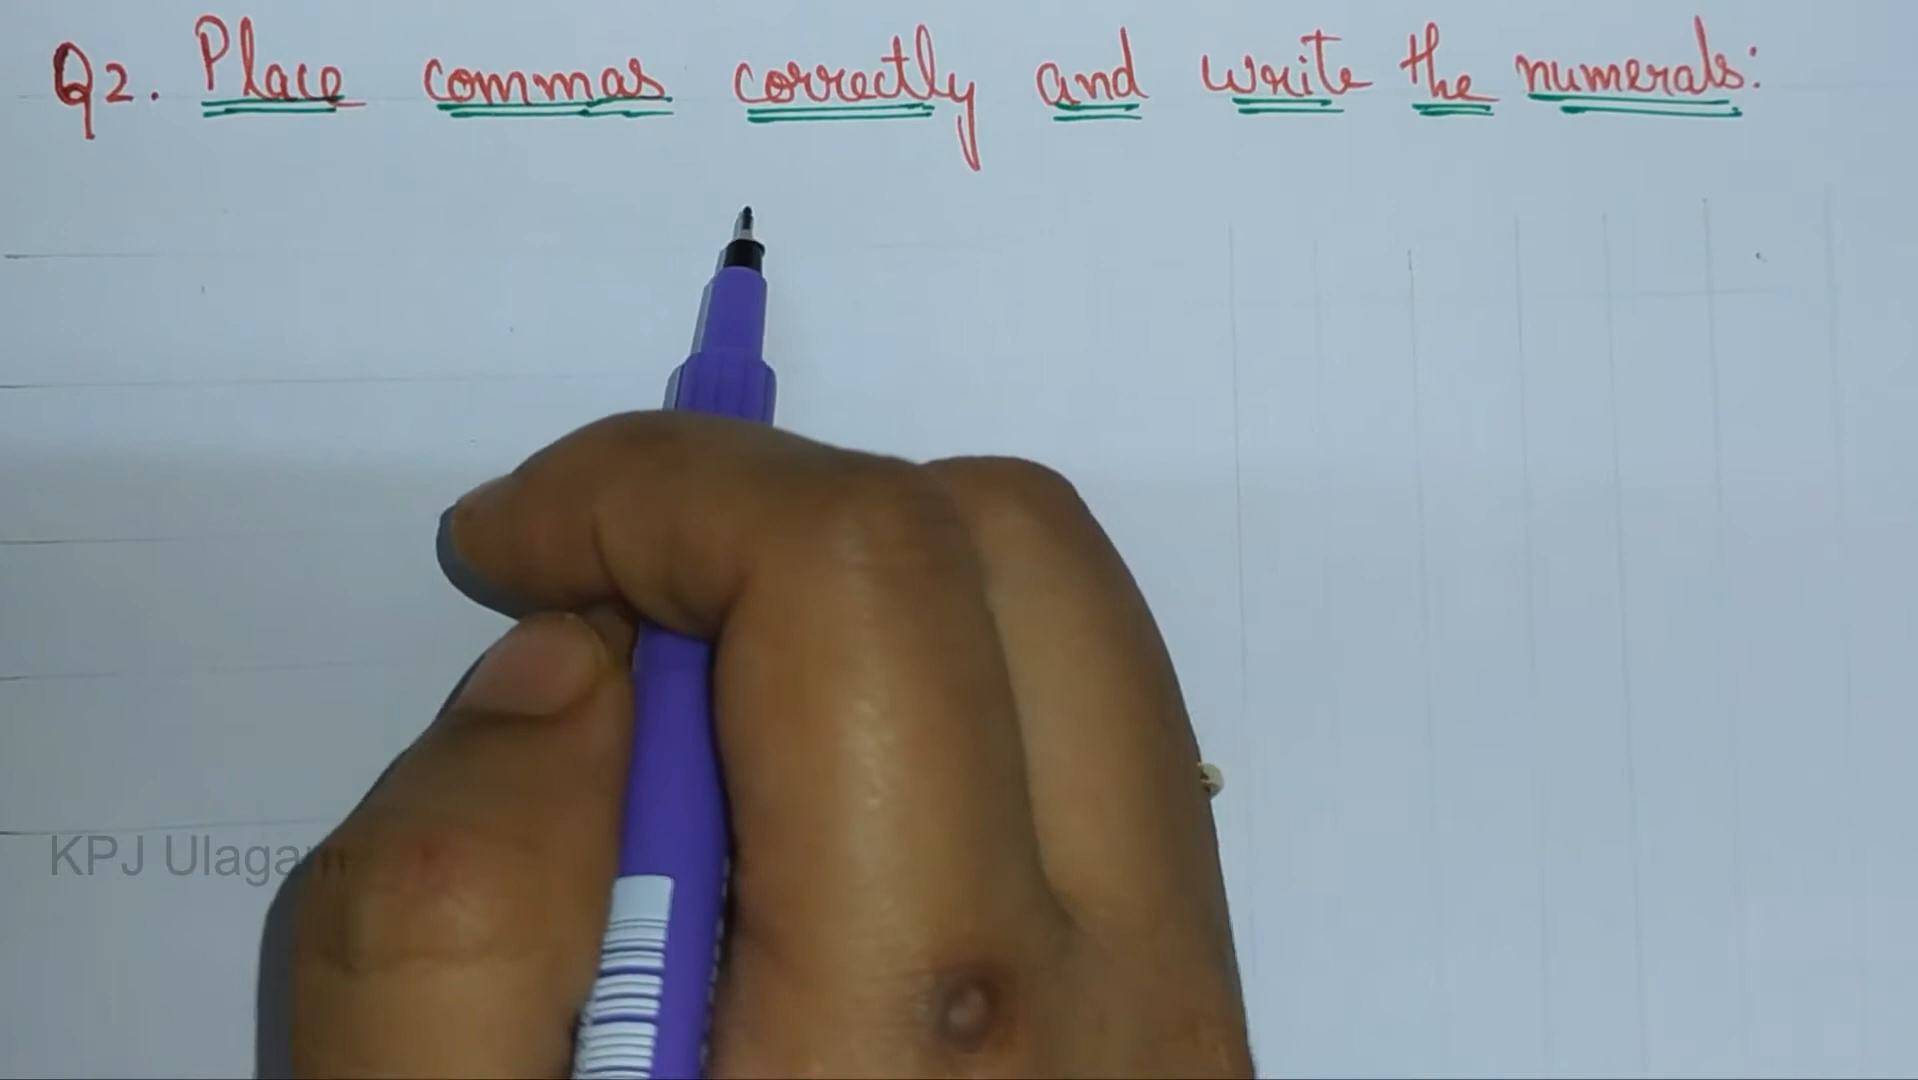 Q2. Place commas correctly and write the numerals:
KPJ Ulagam